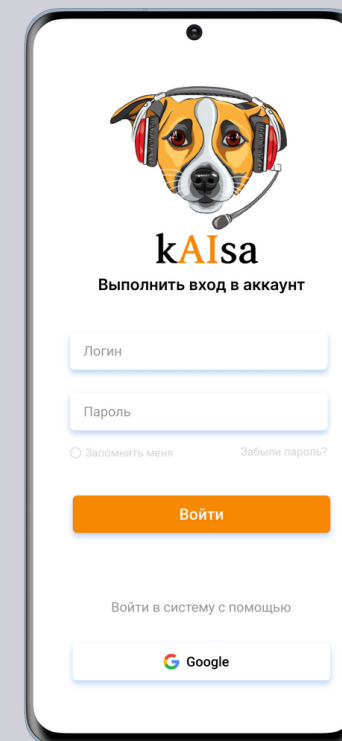 kAIsa
Выполнить вход в аккаунт
Логин
Пароль
Запомнить меня
Забыли пароль?
Войти
Войти в систему с помощью
Google